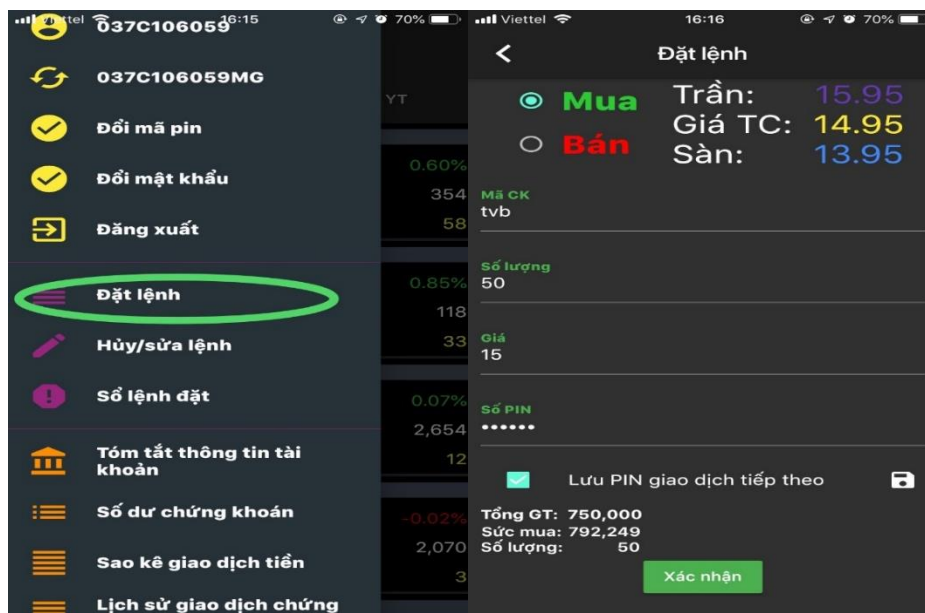 Viettel 16:15 70%
037C106059
037C106059MG
Đổi mã pin
Đổi mật khẩu
Đăng xuất
Đặt lệnh
Hủy/sửa lệnh
Sổ lệnh đặt
Tóm tắt thông tin tài
khoản
Số dư chứng khoán
Sao kê giao dịch tiền
Lịch sử giao dịch chứng
YT
0.60%
354
58
0.85%
118
33
0.07%
2,654
12
-0.02%
2,070
3
Viettel 16:16 70%
Đặt lệnh
Mua
Bán
Trần: 15.95
Giá TC: 14.95
Sàn: 13.95
Mã CK
tvb
Số lượng
50
Giá
15
Số PIN
••••••
Lưu PIN giao dịch tiếp theo
Tổng GT: 750,000
Sức mua: 792,249
Số lượng: 50
Xác nhận